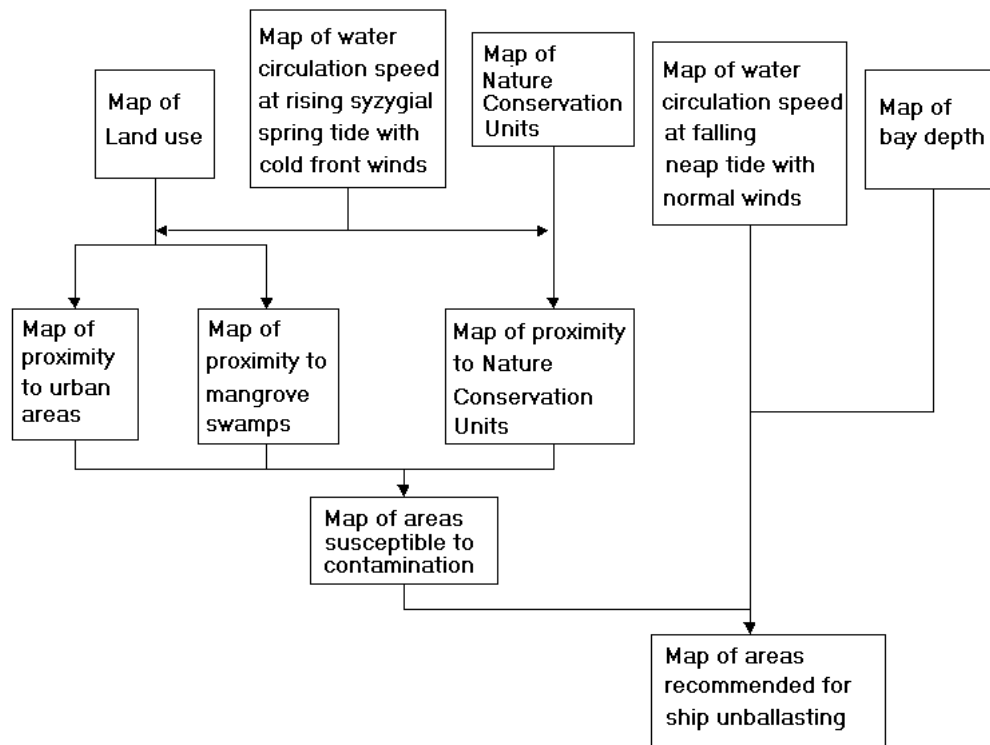 Map of
Land use
Map of water
circulation speed
at rising syzygial
spring tide with
cold front winds
Map of
Nature
Conservation
Units
Map of water
circulation speed
at falling
neap tide with
normal winds
Map of
bay depth
Map of
proximity
to urban
areas
Map of
proximity to
mangrove
swamps
Map of proximity
to Nature
Conservation
Units
Map of areas
susceptible to
contamination
Map of areas
recommended for
ship unballasting